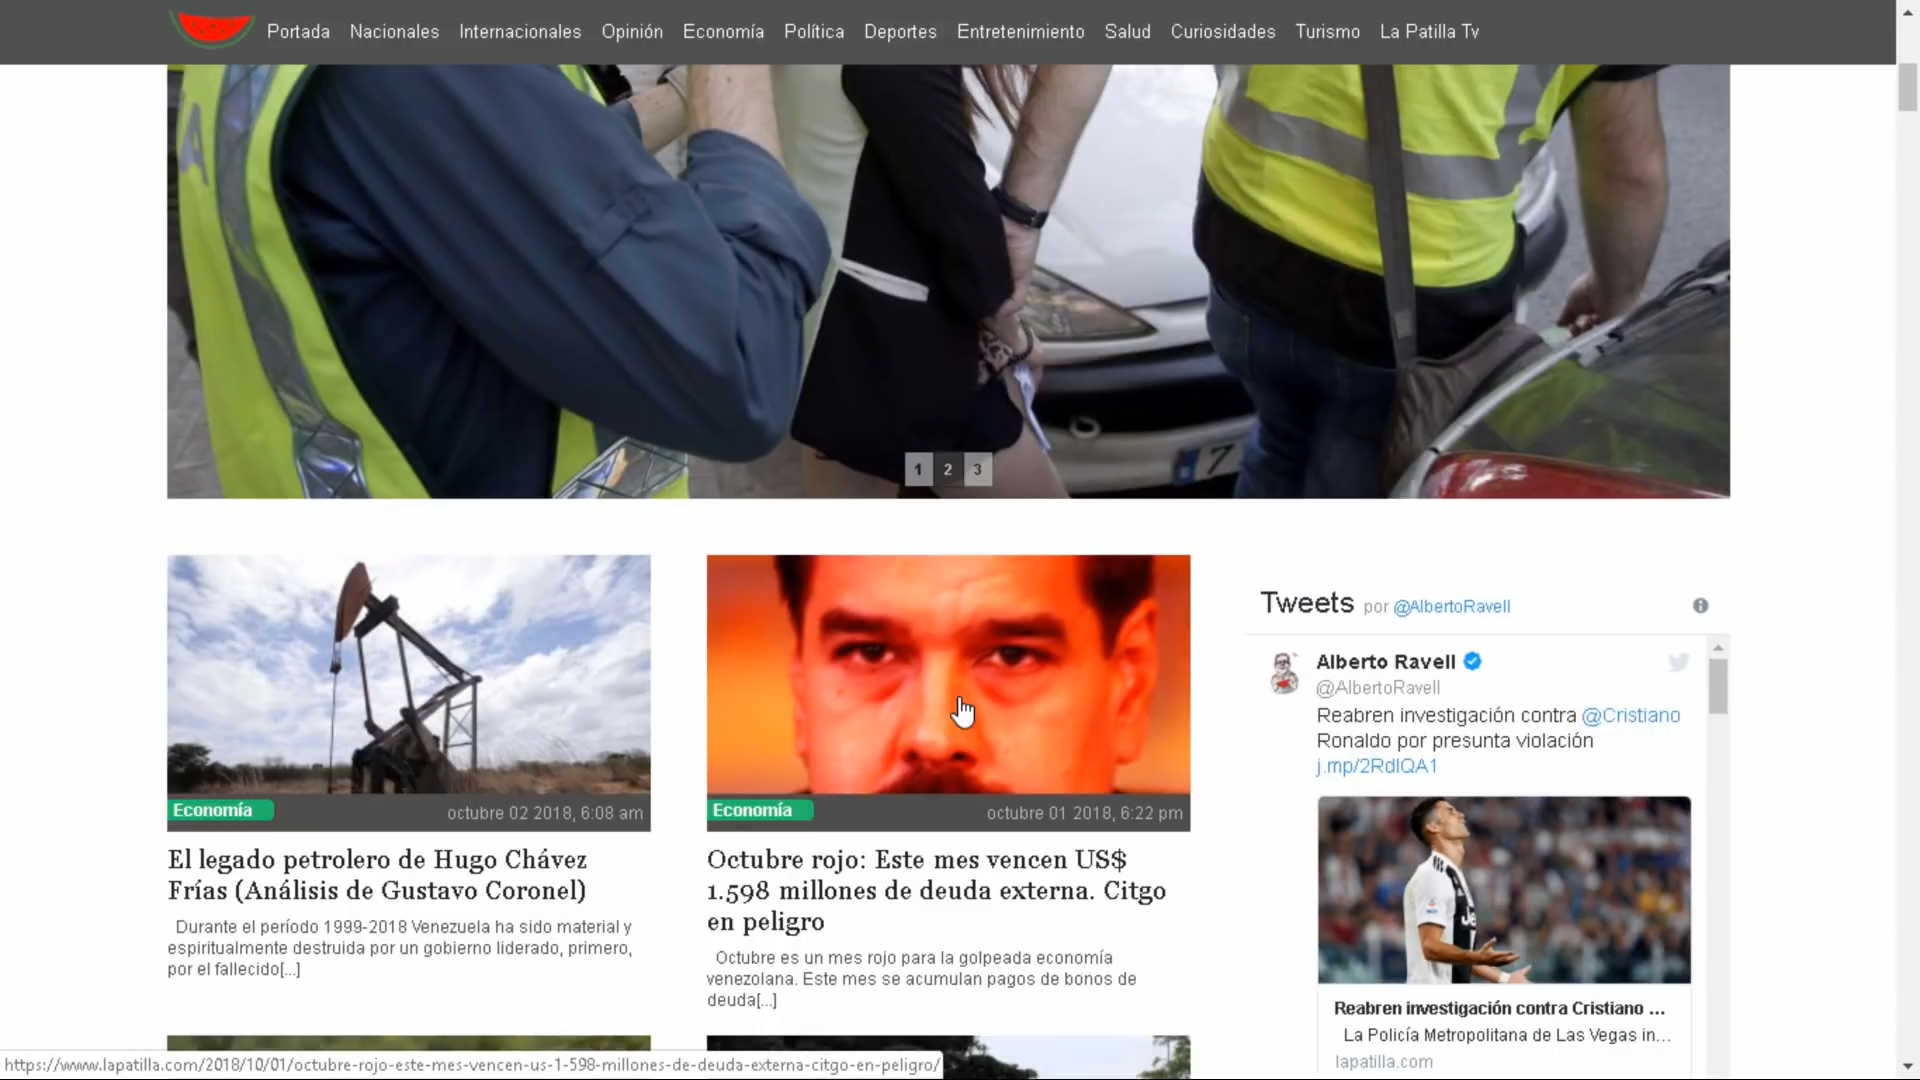 Portada Nacionales Internacionales Opinión Economía Política Deportes Entretenimiento Salud Curiosidades Turismo La Patilla Tv
A
7
1 2 3
Economía octubre 02 2018, 6:08 am
El legado petrolero de Hugo Chávez
Frías (Análisis de Gustavo Coronel)
Durante el período 1999-2018 Venezuela ha sido material y
espiritualmente destruida por un gobierno liderado, primero,
por el fallecido[...]
Economía octubre 01 2018, 6:22 pm
Octubre rojo: Este mes vencen US$
1.598 millones de deuda externa. Citgo
en peligro
Octubre es un mes rojo para la golpeada economía
venezolana. Este mes se acumulan pagos de bonos de
deuda[...]
Tweets por @AlbertoRavell
Alberto Ravell
@AlbertoRavell
Reabren investigación contra @Cristiano
Ronaldo por presunta violación
j.mp/2RdlQA1
Reabren investigación contra Cristiano ...
La Policía Metropolitana de Las Vegas in...
lapatilla.com
https://www.lapatilla.com/2018/10/01/octubre-rojo-este-mes-vencen-us-1-598-millones-de-deuda-externa-citgo-en-peligro/